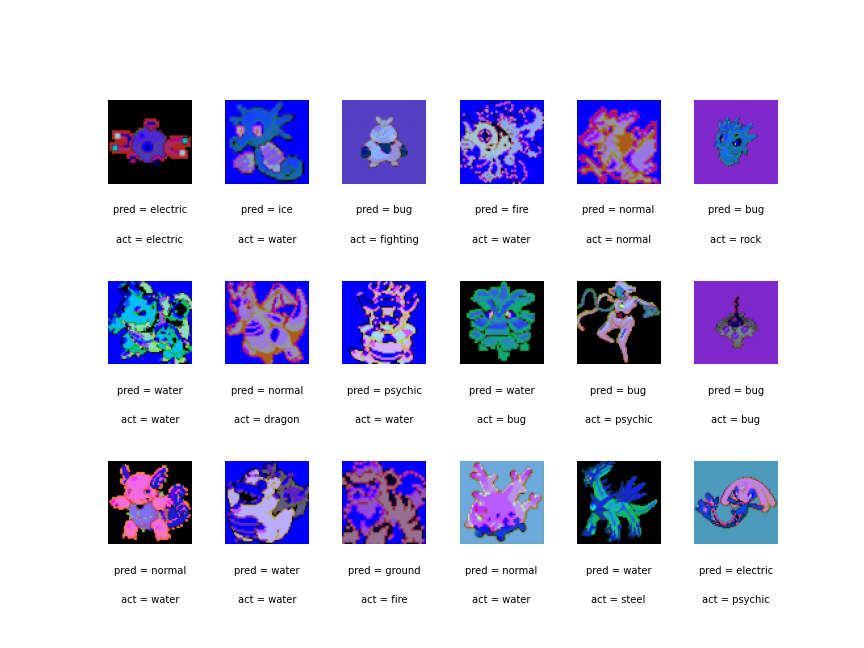 pred = electric pred = ice pred = bug pred = fire pred = normal pred = bug
act = electric act = water act = fighting act = water act = normal act = rock
pred = water pred = normal pred = psychic pred = water pred = bug pred = bug
act = water act = dragon act = water act = bug act = psychic act = bug
pred = normal pred = water pred = ground pred = normal pred = water pred = electric
act = water act = water act = fire act = water act = steel act = psychic